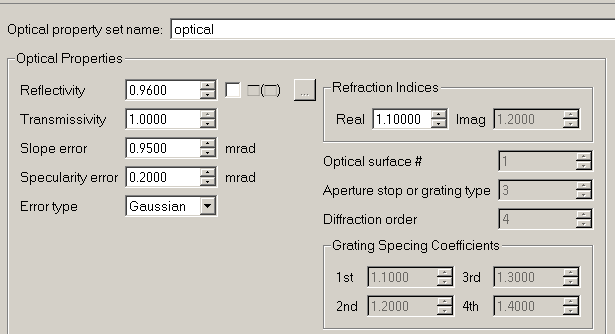 Optical property set name: optical
Optical Properties
Reflectivity 0.9600 (　) ...
Transmissivity 1.0000
Slope error 0.9500 mrad
Specularity error 0.2000 mrad
Error type Gaussian
Refraction Indices
Real 1.10000 Imag 1.2000
Optical surface # 1
Aperture stop or grating type 3
Diffraction order 4
Grating Specing Coefficients
1st 1.1000 3rd 1.3000
2nd 1.2000 4th 1.4000